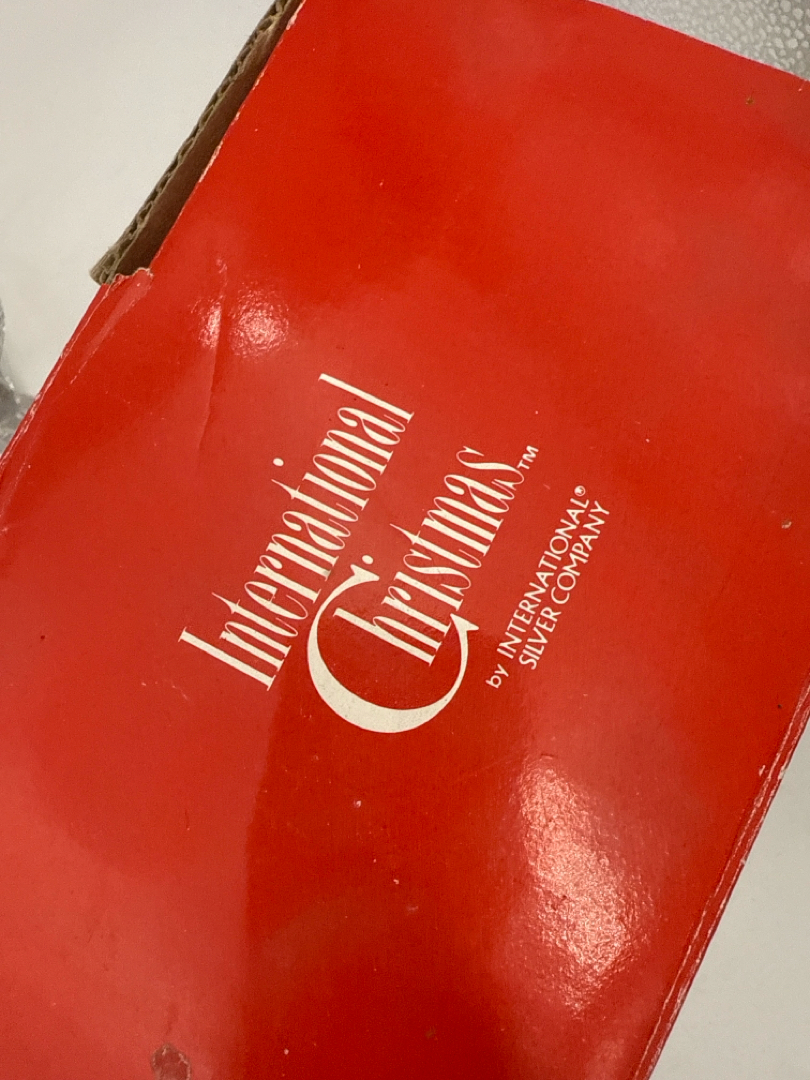 International
Christmas™
by INTERNATIONAL®
SILVER COMPANY